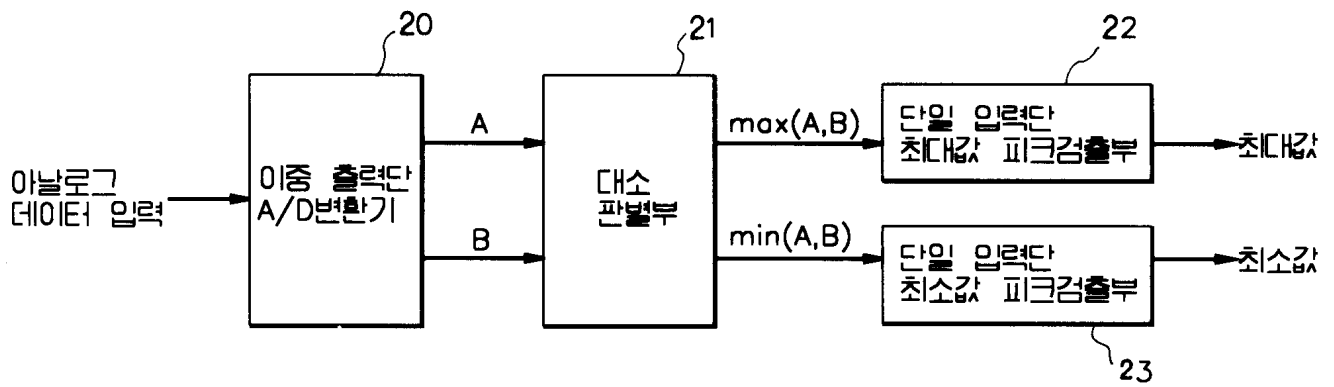 20
21
22
아날로그
데이터 입력
이중 출력단
A/D변환기
A
B
대소
판별부
max(A,B)
min(A,B)
단일 입력단
최대값 피크검출부
최대값
단일 입력단
최소값 피크검출부
최소값
23